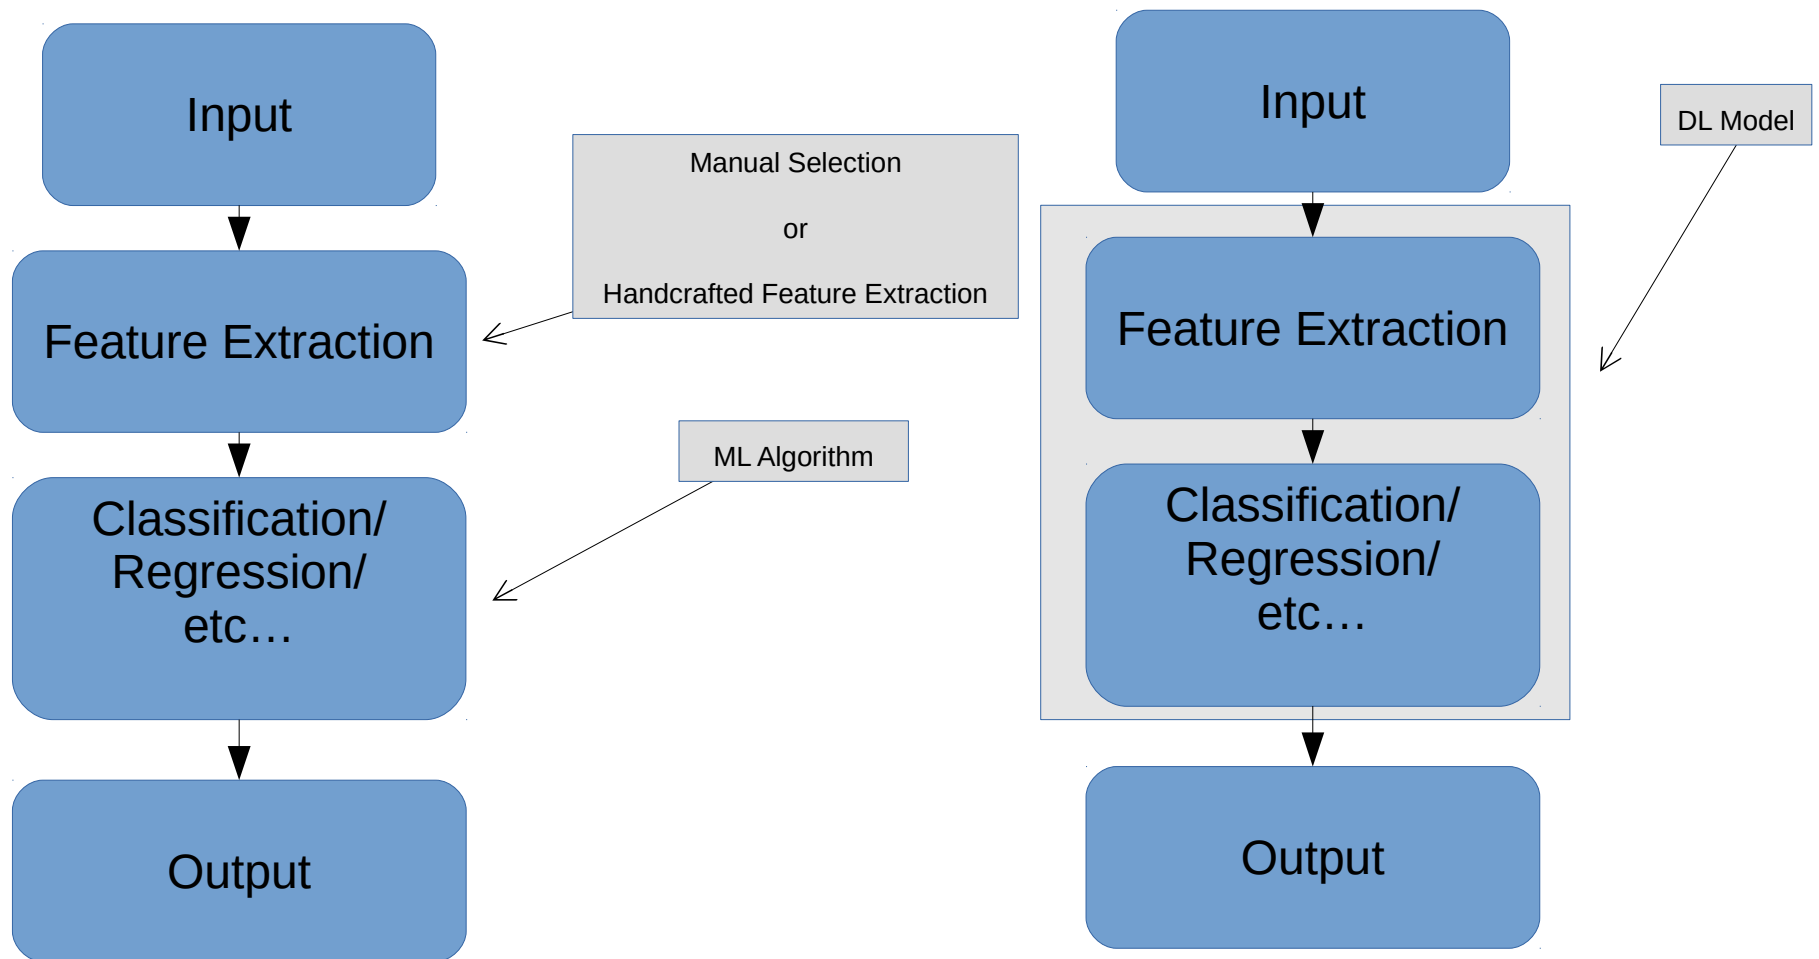 Input
Feature Extraction
Classification/
Regression/
etc…
Output
Manual Selection
or
Handcrafted Feature Extraction
ML Algorithm
Input
Feature Extraction
Classification/
Regression/
etc…
Output
DL Model